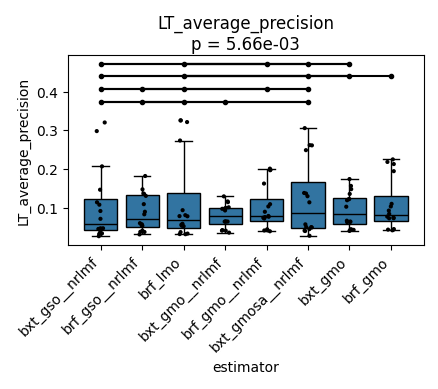 LT_average_precision
p = 5.66e-03
LT_average_precision
0.4
0.3
0.2
0.1
bxt_gso__nrlmf
brf_gso__nrlmf
brf_lmo
bxt_gmo__nrlmf
brf_gmo__nrlmf
bxt_gmosa__nrlmf
bxt_gmo
brf_gmo
estimator